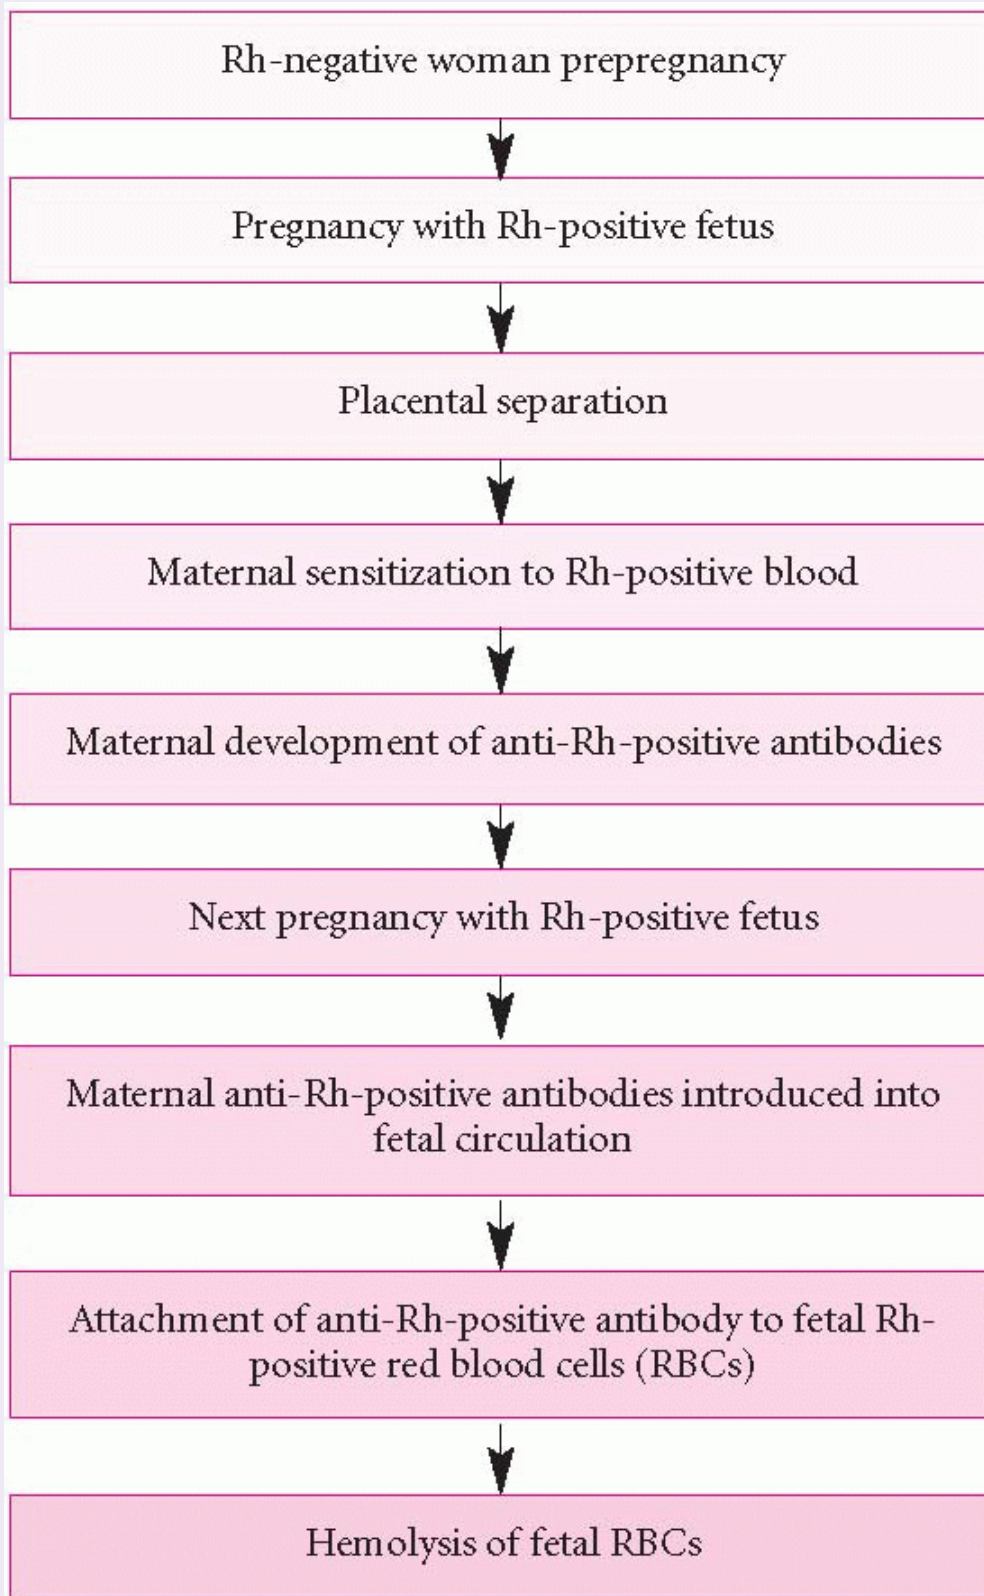 Rh-negative woman prepregnancy
Pregnancy with Rh-positive fetus
Placental separation
Maternal sensitization to Rh-positive blood
Maternal development of anti-Rh-positive antibodies
Next pregnancy with Rh-positive fetus
Maternal anti-Rh-positive antibodies introduced into
fetal circulation
Attachment of anti-Rh-positive antibody to fetal Rh-
positive red blood cells (RBCs)
Hemolysis of fetal RBCs